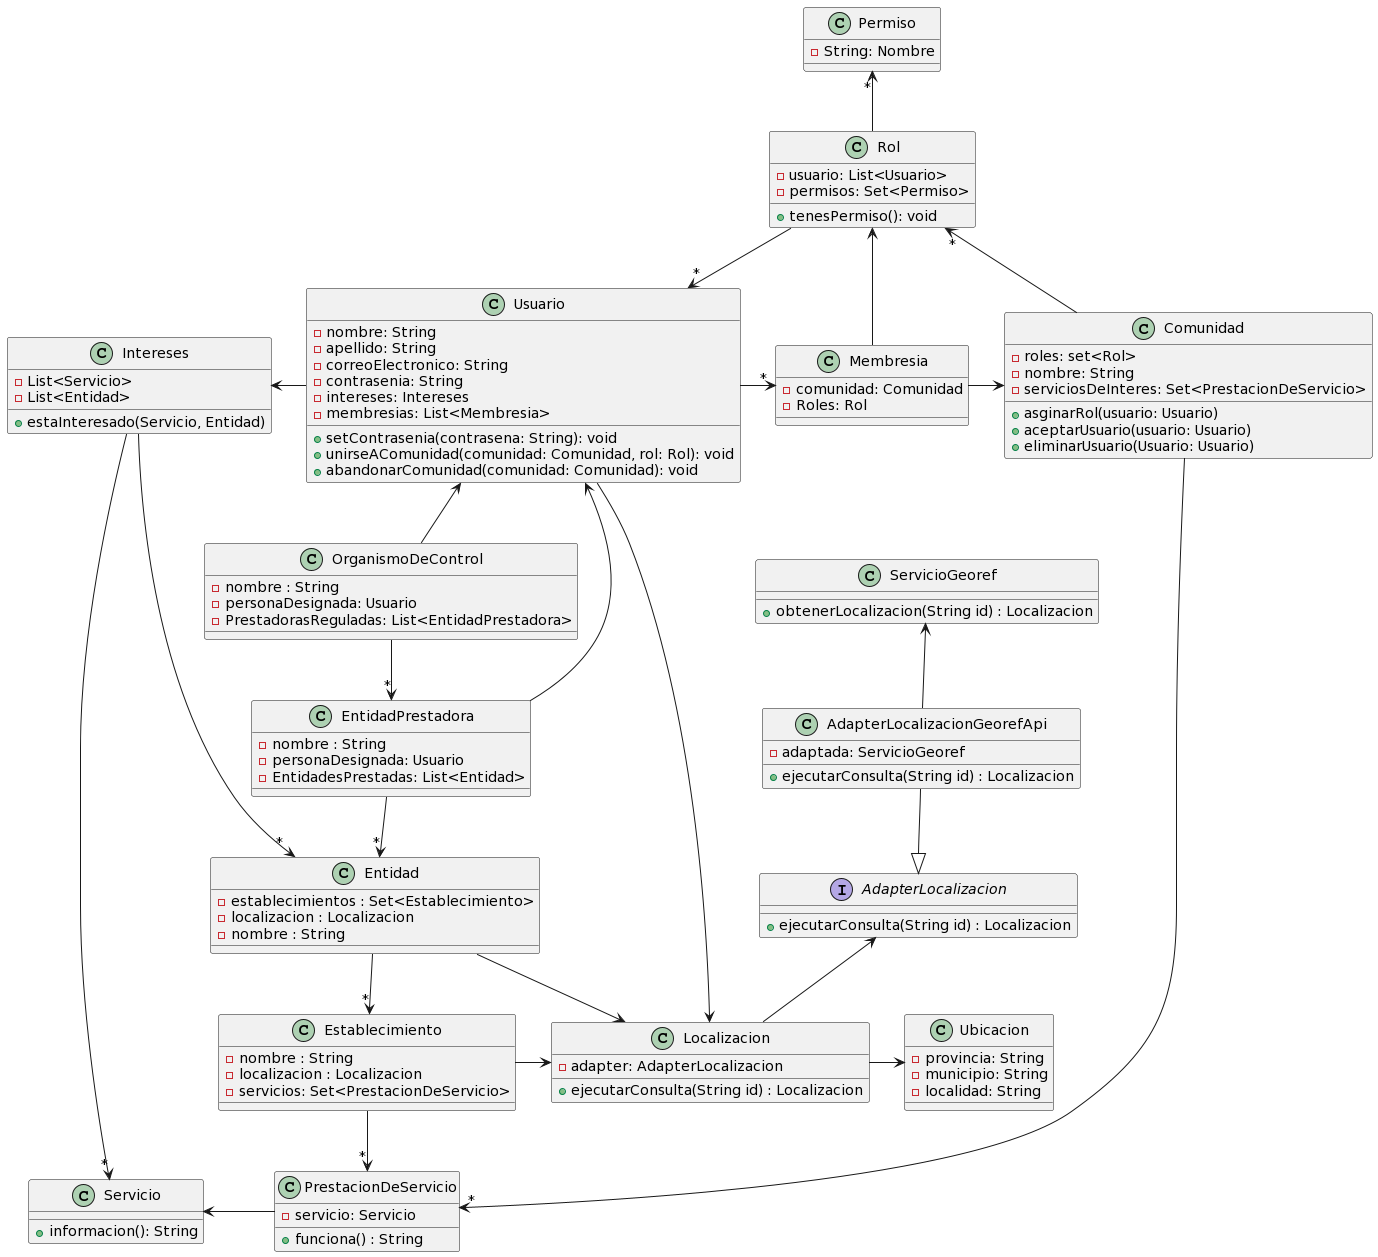 C Permiso
String: Nombre
*
C Rol
usuario: List<Usuario>
permisos: Set<Permiso>
tenesPermiso(): void
*
*
C Usuario
nombre: String
apellido: String
correoElectronico: String
contrasenia: String
intereses: Intereses
membresias: List<Membresia>
setContrasenia(contrasena: String): void
unirseAComunidad(comunidad: Comunidad, rol: Rol): void
abandonarComunidad(comunidad: Comunidad): void
C Intereses
List<Servicio>
List<Entidad>
estaInteresado(Servicio, Entidad)
*
C Membresia
comunidad: Comunidad
Roles: Rol
C Comunidad
roles: set<Rol>
nombre: String
serviciosDeInteres: Set<PrestacionDeServicio>
asginarRol(usuario: Usuario)
aceptarUsuario(usuario: Usuario)
eliminarUsuario(Usuario: Usuario)
C OrganismoDeControl
nombre : String
personaDesignada: Usuario
PrestadorasReguladas: List<EntidadPrestadora>
C ServicioGeoref
obtenerLocalizacion(String id) : Localizacion
*
C EntidadPrestadora
nombre : String
personaDesignada: Usuario
EntidadesPrestadas: List<Entidad>
C AdapterLocalizacionGeorefApi
adaptada: ServicioGeoref
ejecutarConsulta(String id) : Localizacion
*
*
C Entidad
establecimientos : Set<Establecimiento>
localizacion : Localizacion
nombre : String
I AdapterLocalizacion
ejecutarConsulta(String id) : Localizacion
*
C Establecimiento
nombre : String
localizacion : Localizacion
servicios: Set<PrestacionDeServicio>
C Localizacion
adapter: AdapterLocalizacion
ejecutarConsulta(String id) : Localizacion
C Ubicacion
provincia: String
municipio: String
localidad: String
*
*
*
C Servicio
informacion(): String
C PrestacionDeServicio
servicio: Servicio
funciona() : String